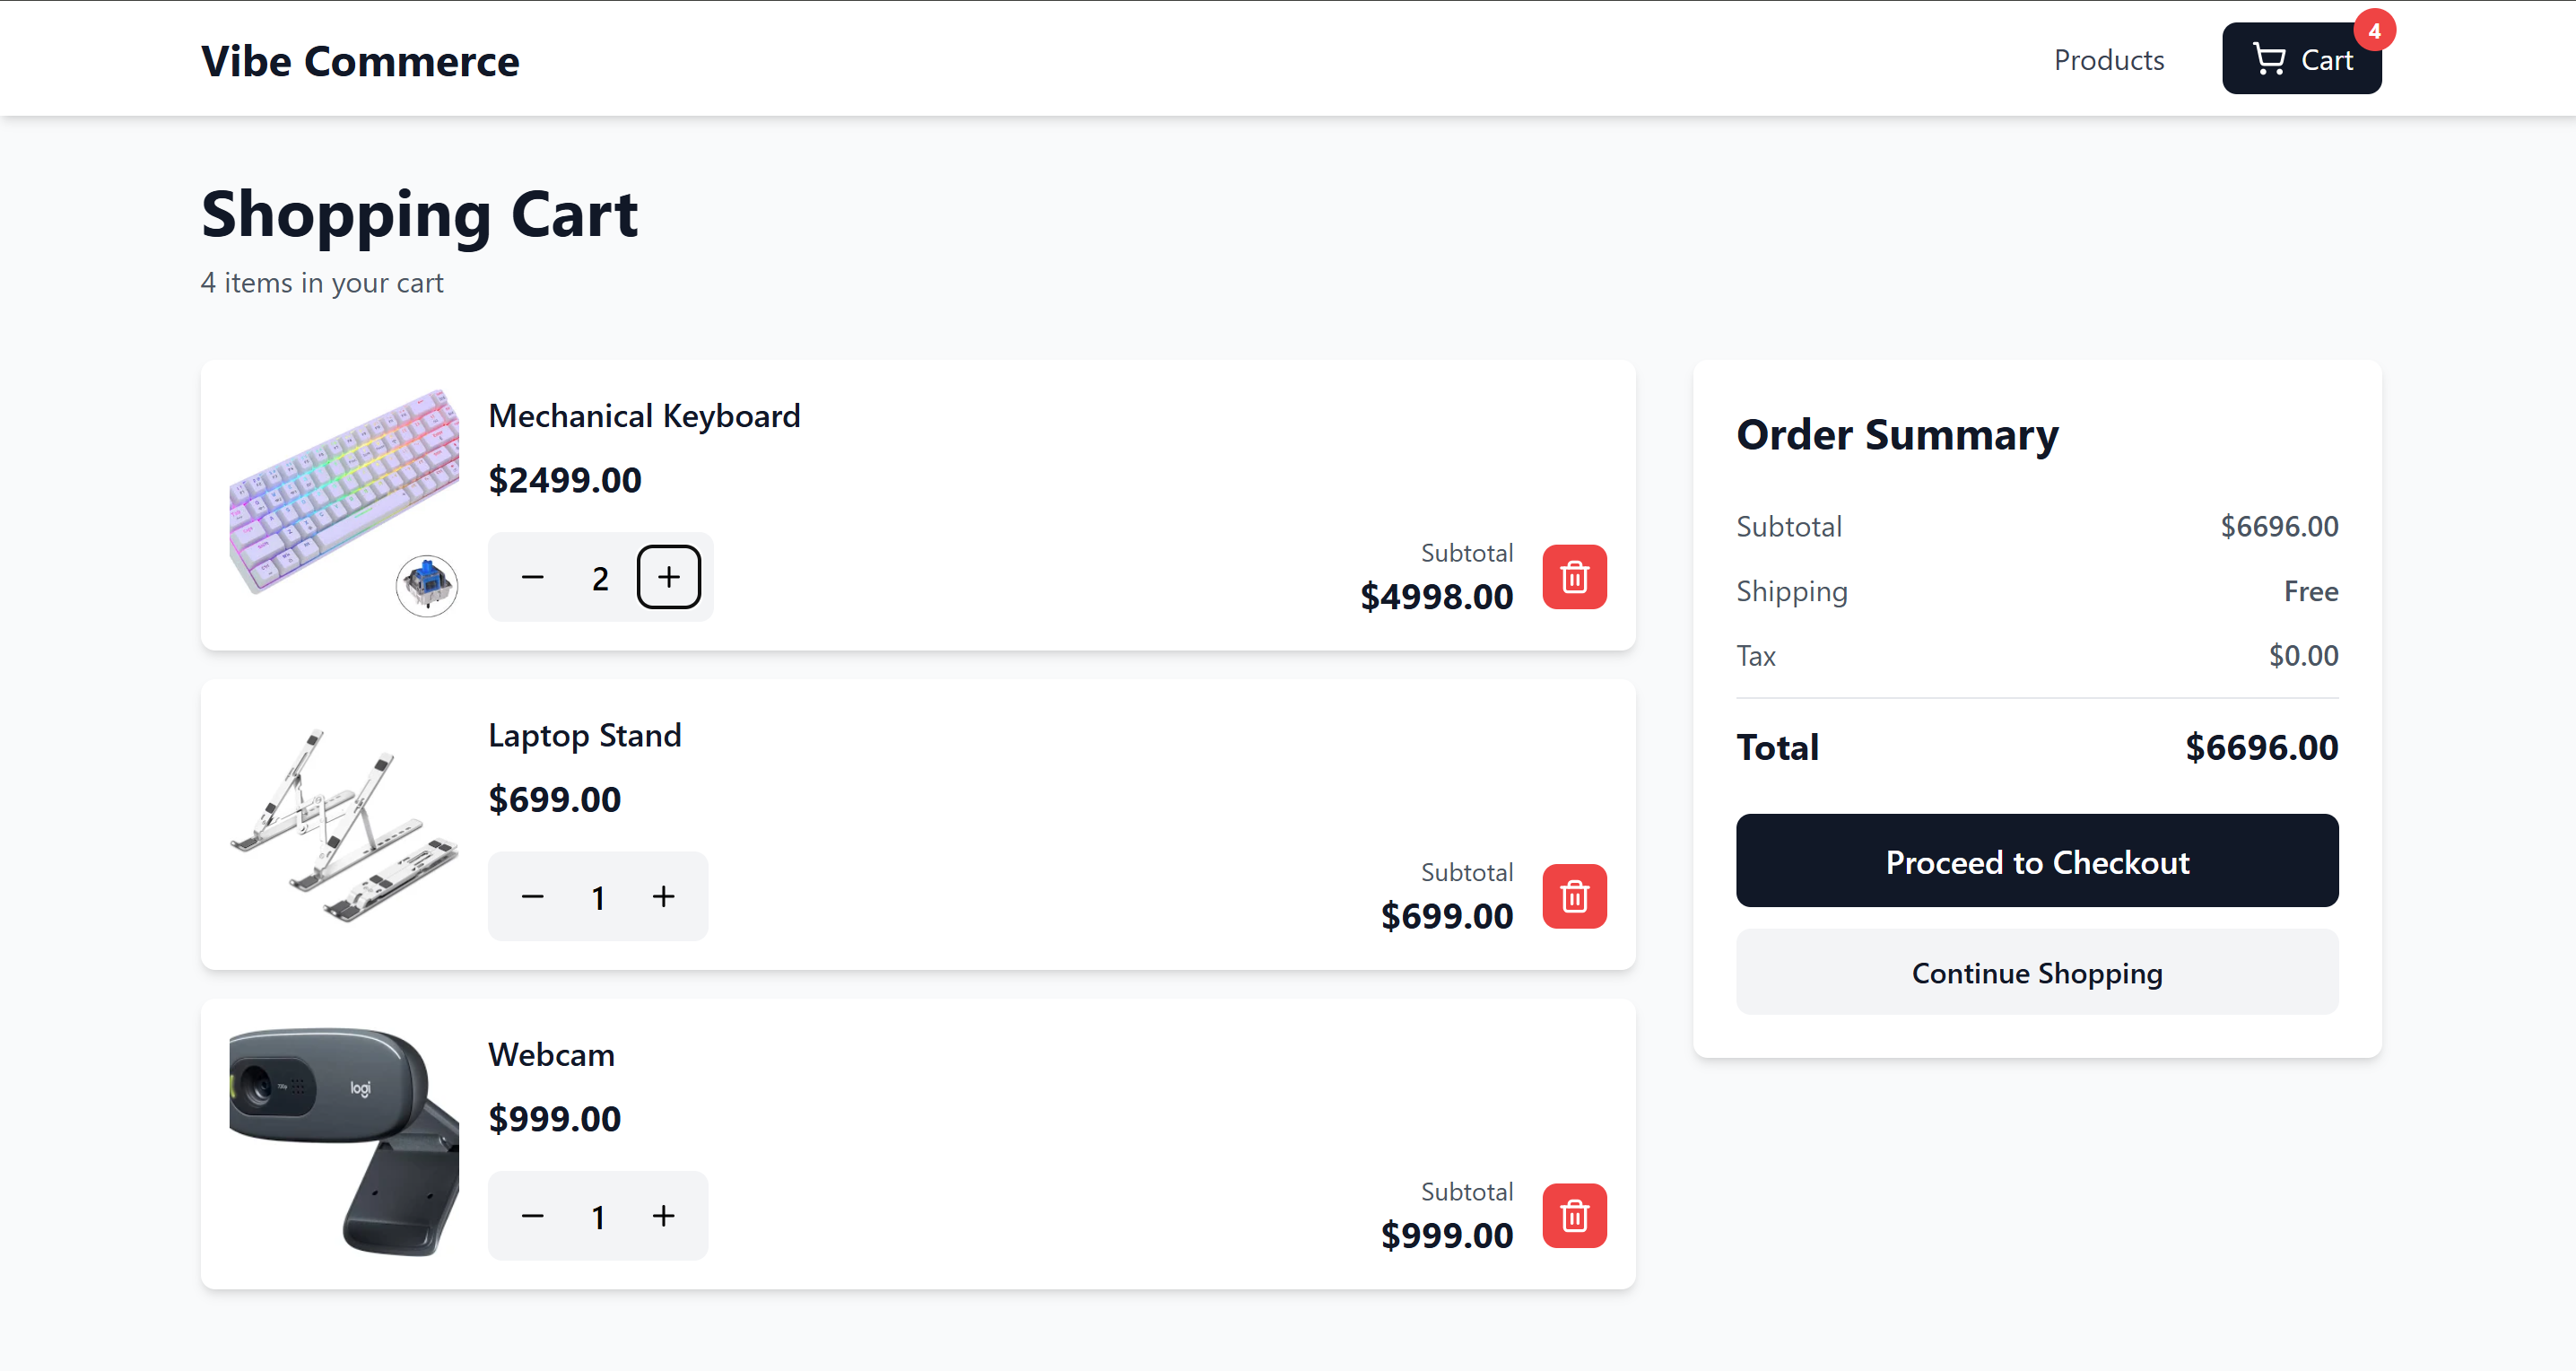 Vibe Commerce
Products
Cart
4
Shopping Cart
4 items in your cart
Mechanical Keyboard
$2499.00
2
Subtotal
$4998.00
Laptop Stand
$699.00
1
Subtotal
$699.00
logi
Webcam
$999.00
1
Subtotal
$999.00
Order Summary
Subtotal
$6696.00
Shipping
Free
Tax
$0.00
Total
$6696.00
Proceed to Checkout
Continue Shopping